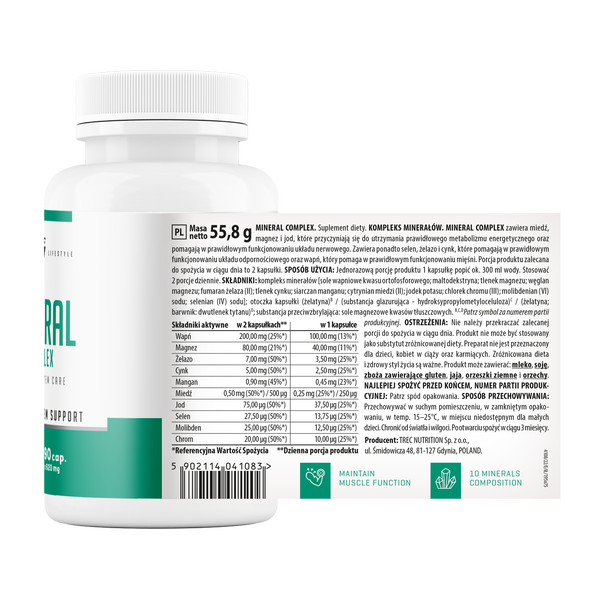 LIFESTYLE
RAL
LEX
EM CARE
M SUPPORT
90 cap.
820 mg
PL Masa netto 55,8 g MINERAL COMPLEX. Suplement diety. KOMPLEKS MINERAŁÓW. MINERAL COMPLEX zawiera miedź,
magnez i jod, które przyczyniają się do utrzymania prawidłowego metabolizmu energetycznego oraz
pomagają w prawidłowym funkcjonowaniu układu nerwowego. Zawiera ponadto selen, żelazo i cynk, które pomagają w prawidłowym
funkcjonowaniu układu odpornościowego oraz wapń, który pomaga w prawidłowym funkcjonowaniu mięśni. Porcja produktu zalecana
do spożycia w ciągu dnia to 2 kapsułki. SPOSÓB UŻYCIA: Jednorazową porcję produktu 1 kapsułkę popić ok. 300 ml wody. Stosować
2 porcje dziennie. SKŁADNIKI: kompleks minerałów [sole wapniowe kwasu ortofosforowego; maltodekstryna; tlenek magnezu; węglan
magnezu; fumaran żelaza (II); tlenek cynku; siarczan manganu; cytrynian miedzi (II); jodek potasu; chlorek chromu (III); molibdenian (VI)
sodu; selenian (IV) sodu]; otoczka kapsułki (żelatyna)ᴮ / (substancja glazurująca - hydroksypropylometyloceluloza)ᶜ / (żelatyna;
barwnik: dwutlenek tytanu)ᴰ; substancja przeciwzbrylająca: sole magnezowe kwasów tłuszczowych. ᴮ,ᶜ,ᴰPatrz symbol za numerem partii
produkcyjnej. OSTRZEŻENIA: Nie należy przekraczać zalecanej
porcji do spożycia w ciągu dnia. Produkt nie może być stosowany
jako substytut zróżnicowanej diety. Preparat nie jest przeznaczony
dla dzieci, kobiet w ciąży oraz karmiących. Zróżnicowana dieta
i zdrowy styl życia są ważne. Produkt może zawierać: mleko, soję,
zboża zawierające gluten, jaja, orzeszki ziemne i orzechy.
NAJLEPIEJ SPOŻYĆ PRZED KOŃCEM, NUMER PARTII PRODUK-
CYJNEJ: Patrz spód opakowania. SPOSÓB PRZECHOWYWANIA:
Przechowywać w suchym pomieszczeniu, w zamkniętym opako-
waniu, w temp. 15–25°C, w miejscu niedostępnym dla małych
dzieci. Chronić od światła i wilgoci. Po otwarciu spożyć w ciągu 3 miesięcy.
Producent: TREC NUTRITION Sp. z o.o.,
ul. Śmidowicza 48, 81-127 Gdynia, POLAND.
Składniki aktywne w 2 kapsułkach** w 1 kapsułce
Wapń 200,00 mg (25%*) 100,00 mg (13%*)
Magnez 80,00 mg (21%*) 40,00 mg (11%*)
Żelazo 7,00 mg (50%*) 3,50 mg (25%*)
Cynk 5,00 mg (50%*) 2,50 mg (25%*)
Mangan 0,90 mg (45%*) 0,45 mg (23%*)
Miedź 0,50 mg (50%*) / 500 µg 0,25 mg (25%*) / 250 µg
Jod 75,00 µg (50%*) 37,50 µg (25%*)
Selen 27,50 µg (50%*) 13,75 µg (25%*)
Molibden 25,00 µg (50%*) 12,50 µg (25%*)
Chrom 20,00 µg (50%*) 10,00 µg (25%*)
*Referencyjna Wartość Spożycia **Dzienna porcja produktu
5 902114 041083 >
MAINTAIN
MUSCLE FUNCTION
10 MINERALS
COMPOSITION